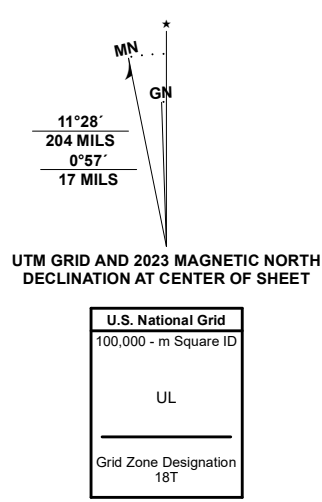 ★
MN
GN
11°28´
204 MILS
0°57´
17 MILS
UTM GRID AND 2023 MAGNETIC NORTH
DECLINATION AT CENTER OF SHEET
U.S. National Grid
100,000 - m Square ID
UL
Grid Zone Designation
18T